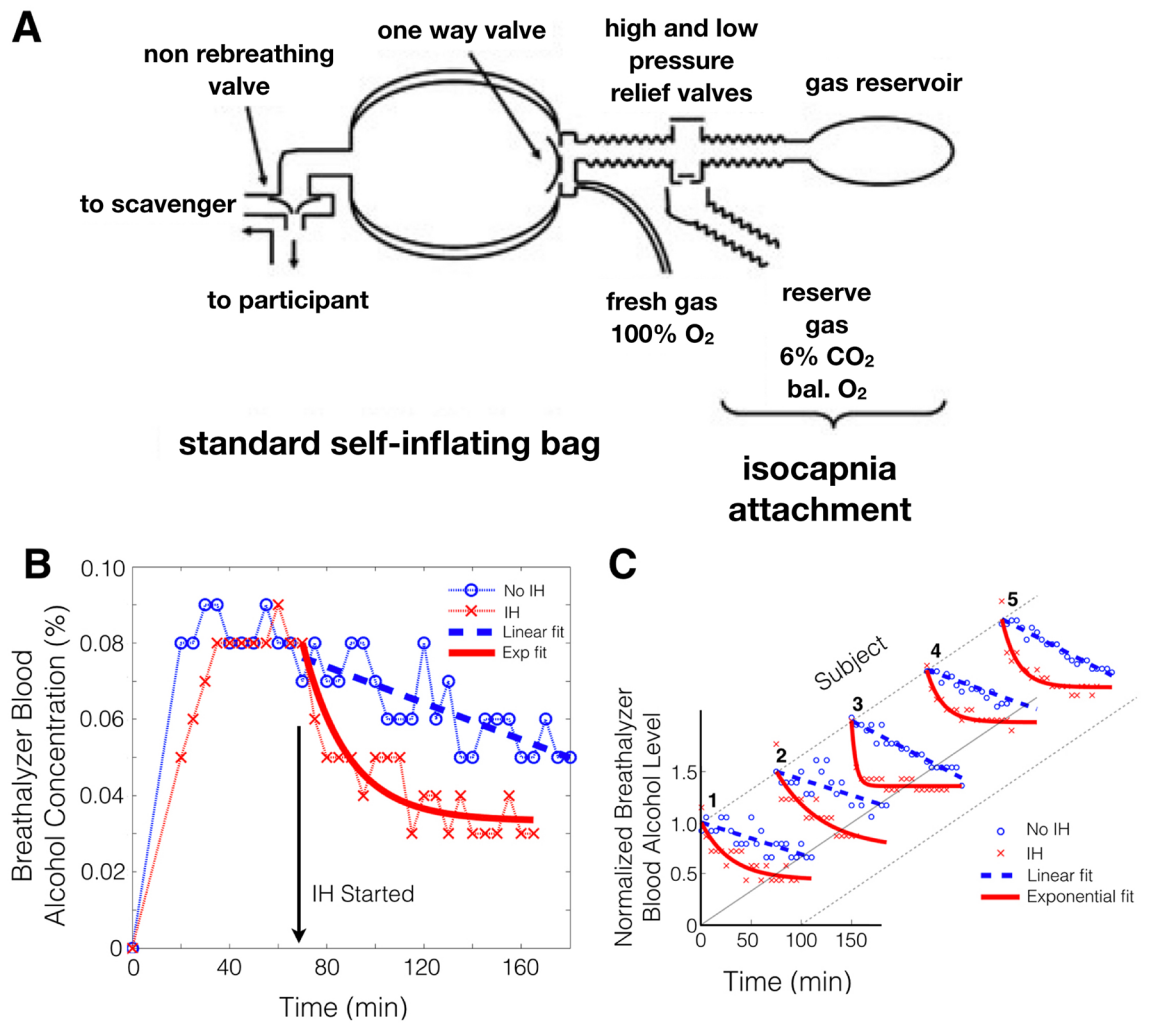 A
non rebreathing
valve
one way valve
high and low
pressure
relief valves
gas reservoir
to scavenger
to participant
fresh gas
100% O₂
reserve
gas
6% CO₂
bal. O₂
standard self-inflating bag
isocapnia
attachment
B
Breathalyzer Blood
Alcohol Concentration (%)
0.10
0.08
0.06
0.04
0.02
0
0
40
80
120
160
Time (min)
No IH
IH
Linear fit
Exp fit
IH Started
C
Normalized Breathalyzer
Blood Alcohol Level
1.5
1.0
0.5
0
0
50
100
150
Time (min)
Subject
1
2
3
4
5
No IH
IH
Linear fit
Exponential fit